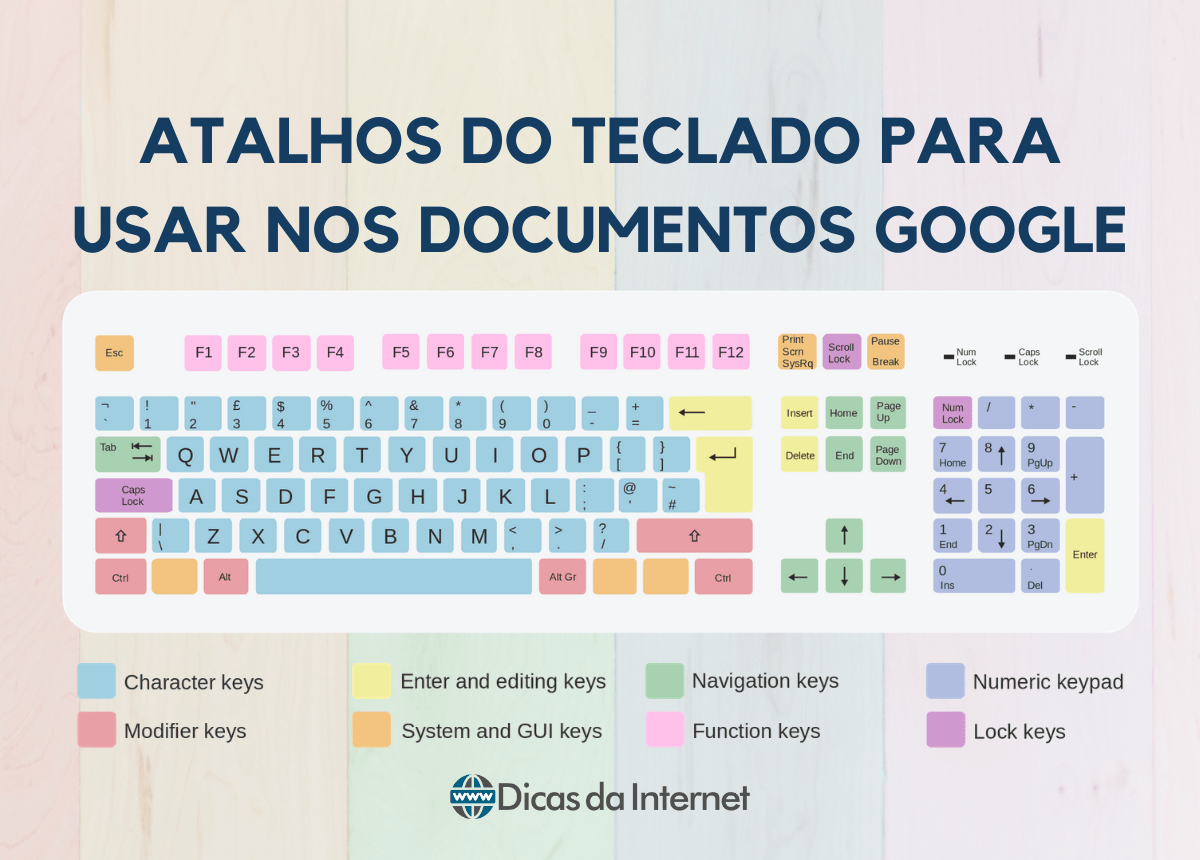 ATALHOS DO TECLADO PARA
USAR NOS DOCUMENTOS GOOGLE
Esc F1 F2 F3 F4 F5 F6 F7 F8 F9 F10 F11 F12 Print Scrn SysRq Scroll Lock Pause Break Num Lock Caps Lock Scroll Lock
¬ ` ! 1 " 2 £ 3 $ 4 % 5 ^ 6 & 7 * 8 ( 9 ) 0 _ - + = ← Insert Home Page Up Num Lock / * -
Tab Q W E R T Y U I O P { [ } ] ↵ Delete End Page Down 7 Home 8 ↑ 9 PgUp +
Caps Lock A S D F G H J K L : ; @ ' ~ # 4 ← 5 6 →
⇧ | \ Z X C V B N M < , > . ? / ⇧ ↑ 1 End 2 ↓ 3 PgDn Enter
Ctrl Alt Alt Gr Ctrl ← ↓ → 0 Ins . Del
Character keys Enter and editing keys Navigation keys Numeric keypad
Modifier keys System and GUI keys Function keys Lock keys
www Dicas da Internet